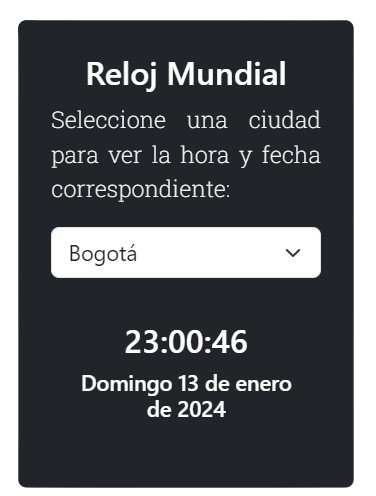 Reloj Mundial
Seleccione una ciudad
para ver la hora y fecha
correspondiente:
Bogotá
23:00:46
Domingo 13 de enero
de 2024